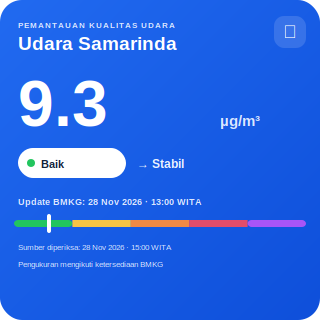 PEMANTAUAN KUALITAS UDARA
Udara Samarinda
9.3 µg/m³
Baik → Stabil
Update BMKG: 28 Nov 2026 · 13:00 WITA
Sumber diperiksa: 28 Nov 2026 · 15:00 WITA
Pengukuran mengikuti ketersediaan BMKG